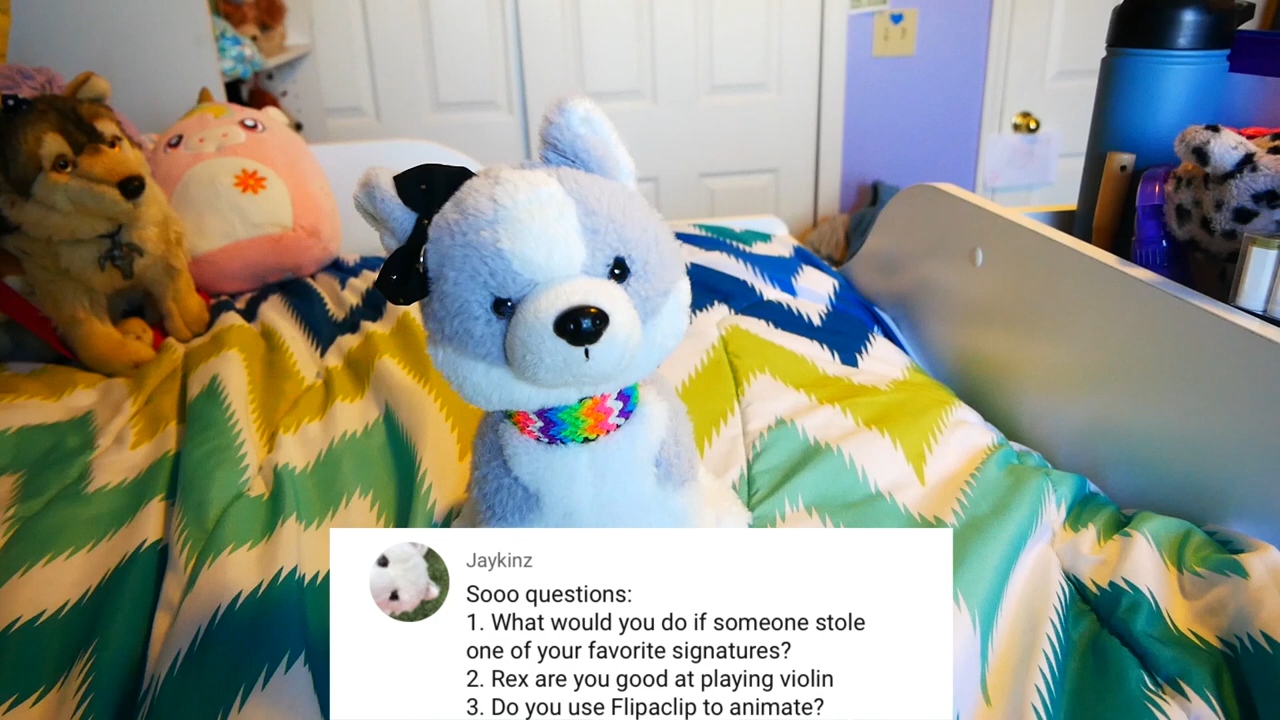 Jaykinz
Sooo questions:
1. What would you do if someone stole
one of your favorite signatures?
2. Rex are you good at playing violin
3. Do you use Flipaclip to animate?